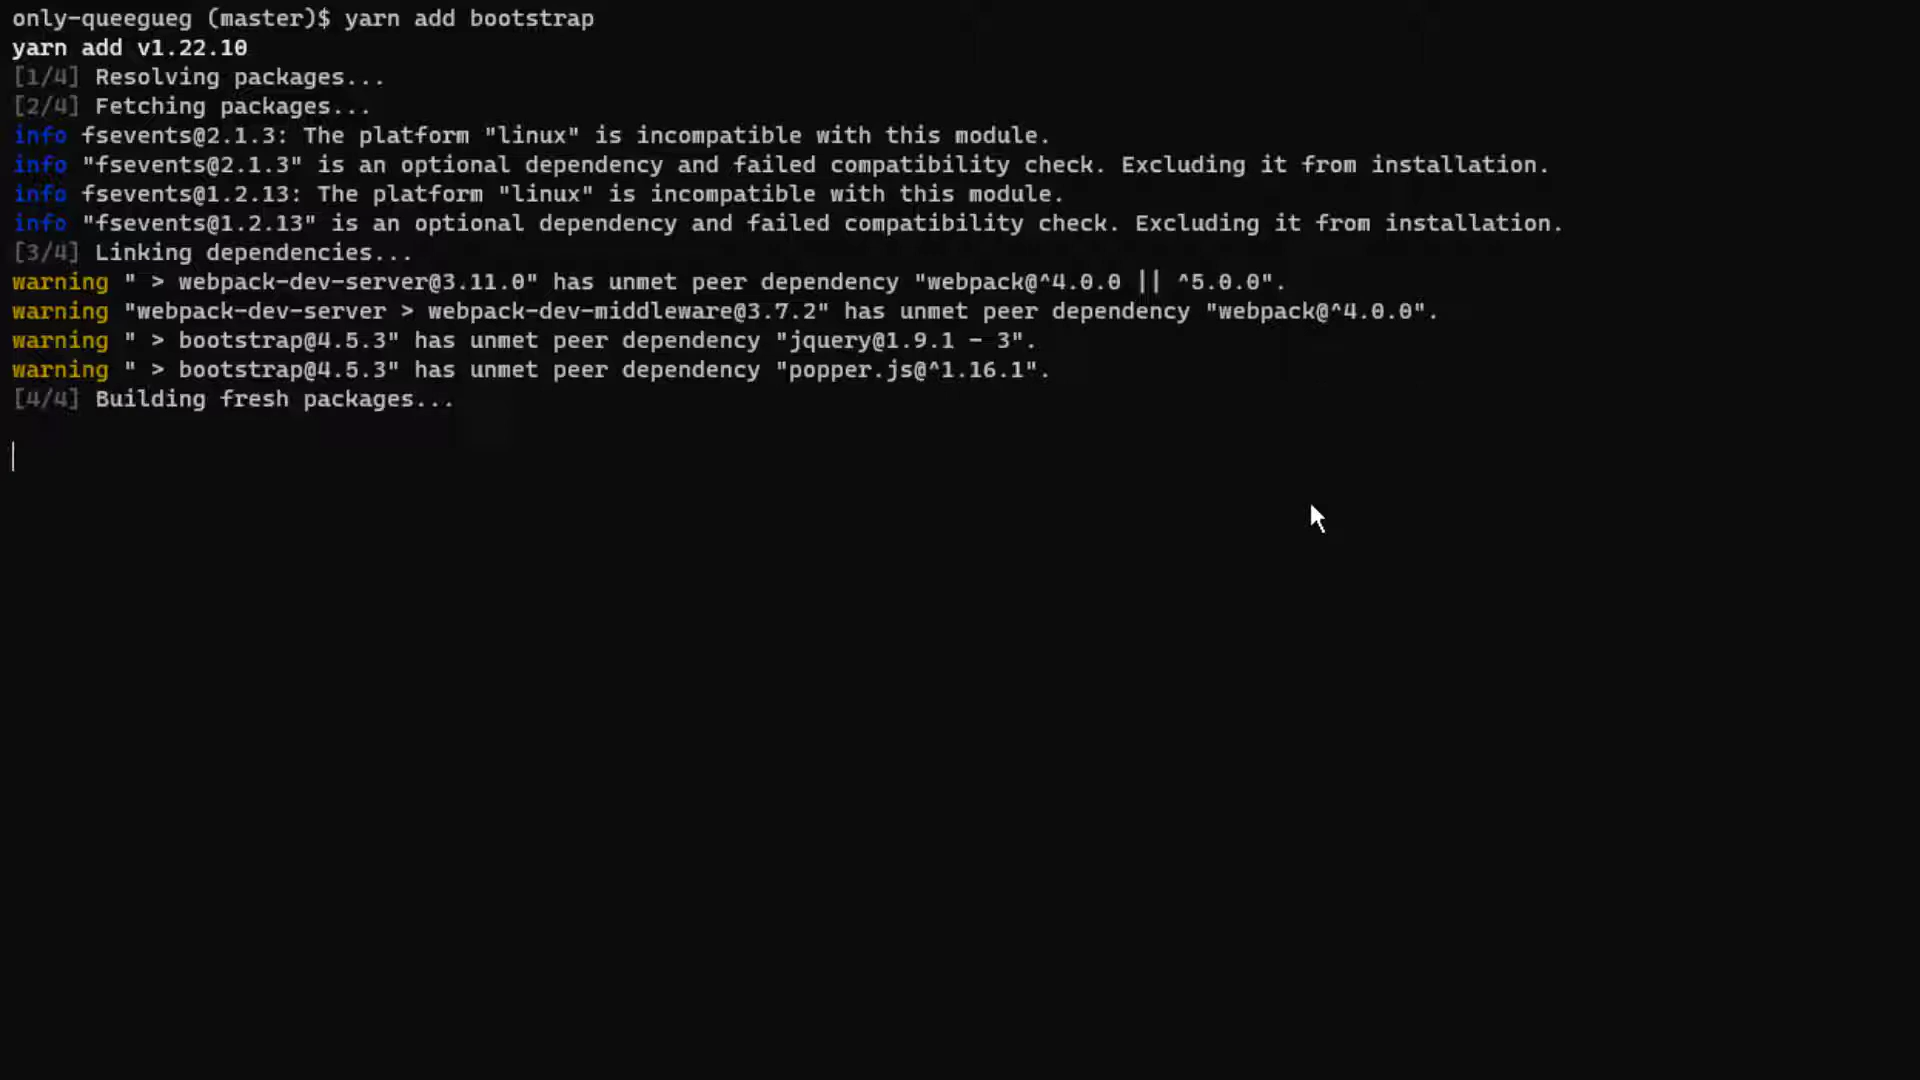 only-queegueg (master)$ yarn add bootstrap
yarn add v1.22.10
[1/4] Resolving packages...
[2/4] Fetching packages...
info fsevents@2.1.3: The platform "linux" is incompatible with this module.
info "fsevents@2.1.3" is an optional dependency and failed compatibility check. Excluding it from installation.
info fsevents@1.2.13: The platform "linux" is incompatible with this module.
info "fsevents@1.2.13" is an optional dependency and failed compatibility check. Excluding it from installation.
[3/4] Linking dependencies...
warning " > webpack-dev-server@3.11.0" has unmet peer dependency "webpack@^4.0.0 || ^5.0.0".
warning "webpack-dev-server > webpack-dev-middleware@3.7.2" has unmet peer dependency "webpack@^4.0.0".
warning " > bootstrap@4.5.3" has unmet peer dependency "jquery@1.9.1 - 3".
warning " > bootstrap@4.5.3" has unmet peer dependency "popper.js@^1.16.1".
[4/4] Building fresh packages...